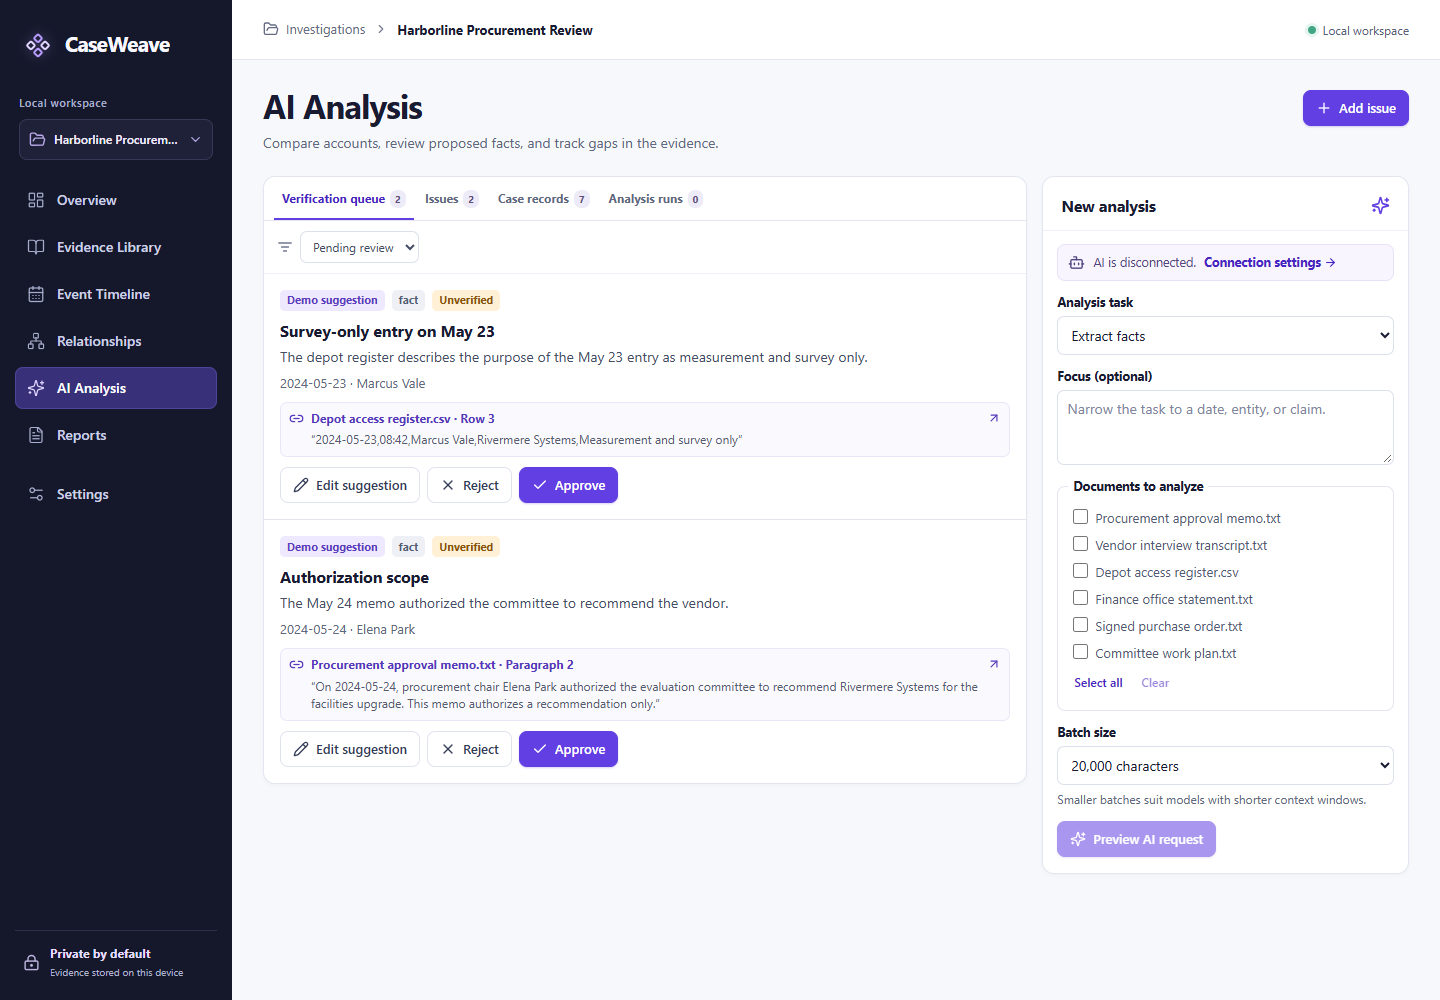 CaseWeave
Local workspace
Harborline Procurem...
Overview
Evidence Library
Event Timeline
Relationships
AI Analysis
Reports
Settings
Private by default
Evidence stored on this device
Investigations > Harborline Procurement Review
Local workspace
AI Analysis
Compare accounts, review proposed facts, and track gaps in the evidence.
Add issue
Verification queue 2 Issues 2 Case records 7 Analysis runs 0
Pending review
Demo suggestion fact Unverified
Survey-only entry on May 23
The depot register describes the purpose of the May 23 entry as measurement and survey only.
2024-05-23 · Marcus Vale
Depot access register.csv · Row 3
“2024-05-23,08:42,Marcus Vale,Rivermere Systems,Measurement and survey only”
Edit suggestion Reject Approve
Demo suggestion fact Unverified
Authorization scope
The May 24 memo authorized the committee to recommend the vendor.
2024-05-24 · Elena Park
Procurement approval memo.txt · Paragraph 2
“On 2024-05-24, procurement chair Elena Park authorized the evaluation committee to recommend Rivermere Systems for the
facilities upgrade. This memo authorizes a recommendation only.”
Edit suggestion Reject Approve
New analysis
AI is disconnected. Connection settings →
Analysis task
Extract facts
Focus (optional)
Narrow the task to a date, entity, or claim.
Documents to analyze
Procurement approval memo.txt
Vendor interview transcript.txt
Depot access register.csv
Finance office statement.txt
Signed purchase order.txt
Committee work plan.txt
Select all Clear
Batch size
20,000 characters
Smaller batches suit models with shorter context windows.
Preview AI request